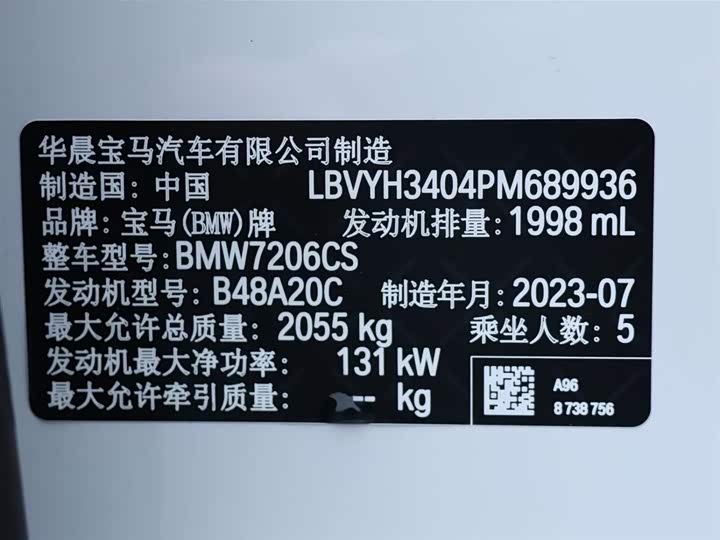 华晨宝马汽车有限公司制造
制造国：中国 LBVYH3404PM689936
品牌：宝马(BMW)牌 发动机排量：1998 mL
整车型号：BMW7206CS
发动机型号：B48A20C 制造年月：2023-07
最大允许总质量：2055 kg 乘坐人数：5
发动机最大净功率：131 kW
最大允许牵引质量：-- kg
A96
8 738 756